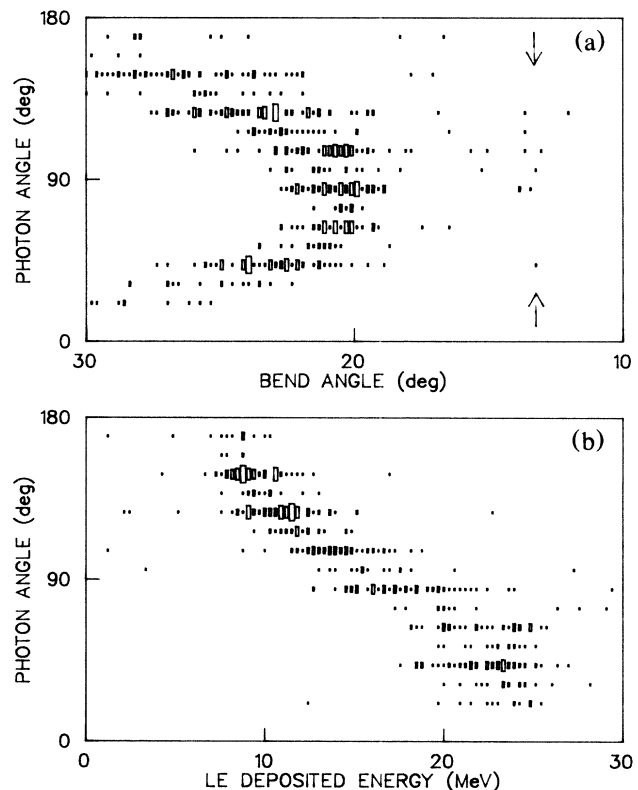 180
(a)
PHOTON ANGLE (deg)
90
0
30
20
10
BEND ANGLE (deg)
180
(b)
PHOTON ANGLE (deg)
90
0
0
10
20
30
LE DEPOSITED ENERGY (MeV)